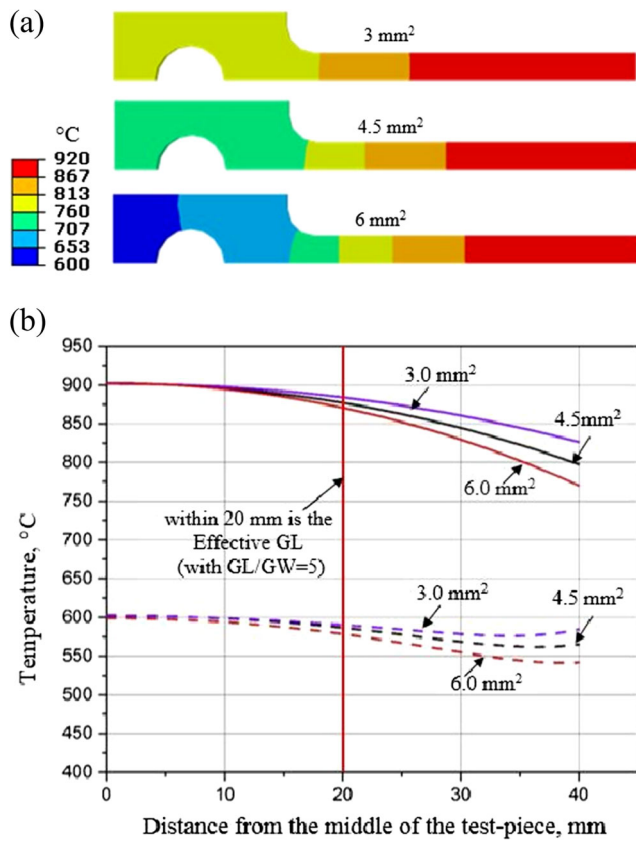 (a)
3 mm²
°C
4.5 mm²
920
867
813
760
707
653
600
6 mm²
(b)
950
900
850
800
750
700
650
600
550
500
450
400
3.0 mm²
4.5mm²
6.0 mm²
within 20 mm is the
Effective GL
(with GL/GW=5)
3.0 mm²
4.5 mm²
6.0 mm²
Temperature, °C
0
10
20
30
40
Distance from the middle of the test-piece, mm